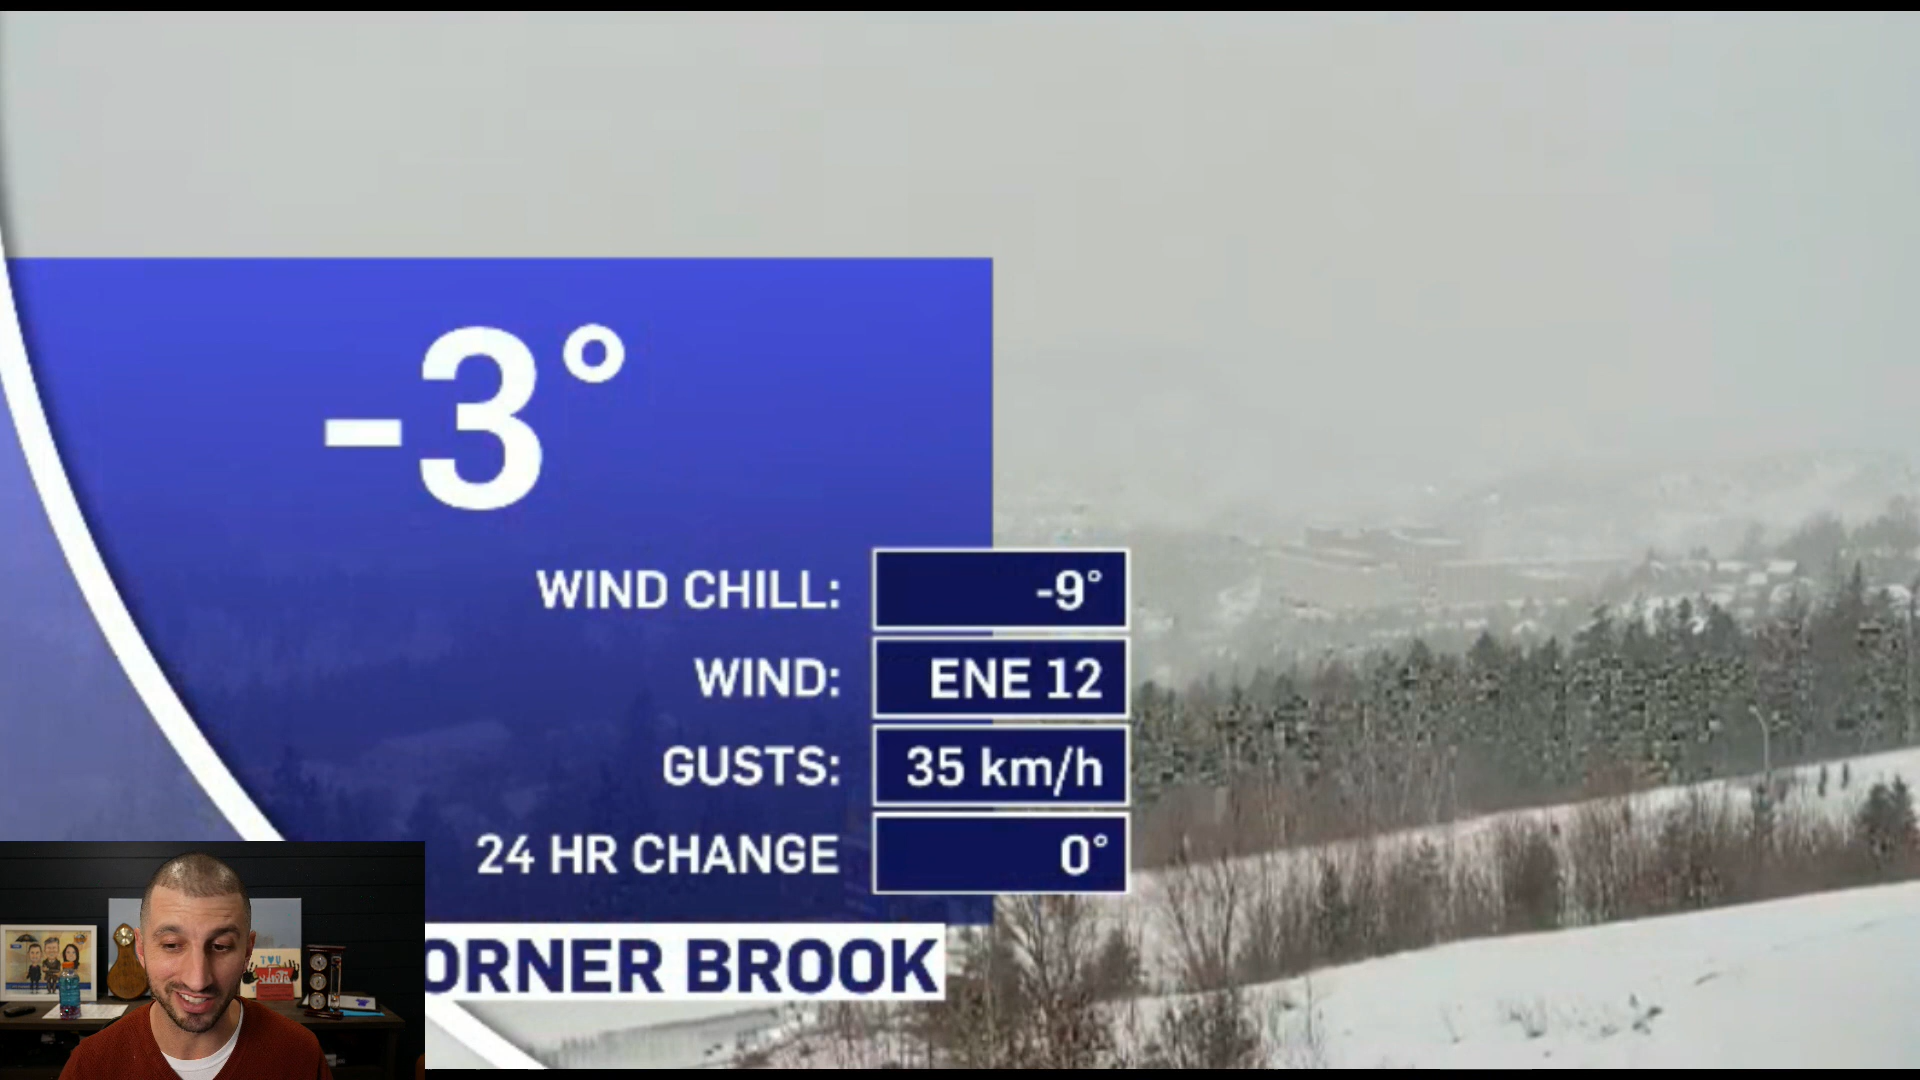 -3°
WIND CHILL: -9°
WIND: ENE 12
GUSTS: 35 km/h
24 HR CHANGE 0°
ORNER BROOK